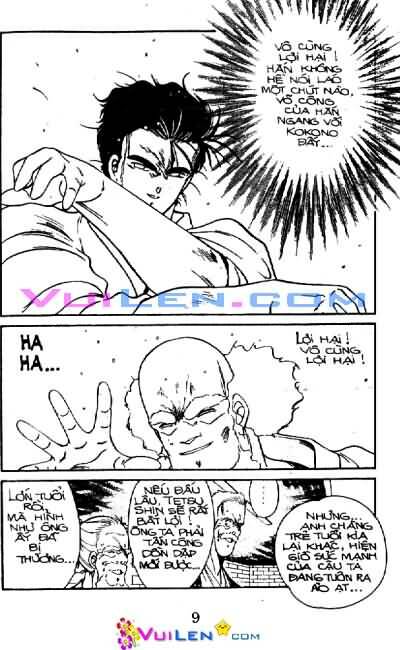 VÕ CÙNG
LỢI HẠI!
HẮN KHÔNG
HỀ NÓI LÁO
MỘT CHÚT NÀO,
VÕ CÔNG
CỦA HẮN
NGANG VỚI
KOKONO
ĐẤY...
VUILEN.COM
HA
HA...
LỢI HẠI!
VÔ CÙNG
LỢI HẠI!
NHƯNG...
ANH CHÀNG
TRẺ TUỔI KIA
LẠI KHÁC, HIỆN
GIỜ SỨC MẠNH
CỦA CẬU TA
ĐANG TUÔN RA
ÀO ẠT...
...
NẾU ĐẤU
LÂU, TETSU
SHIN SẼ RẤT
BẤT LỢI!
ÔNG TA PHẢI
TẤN CÔNG
DỒN DẬP
MỚI ĐƯỢC...
LỚN TUỔI
RỒI,
MÀ HÌNH
NHƯ ÔNG
ẤY ĐÃ
BỊ
THƯƠNG...
9
VUILEN.COM